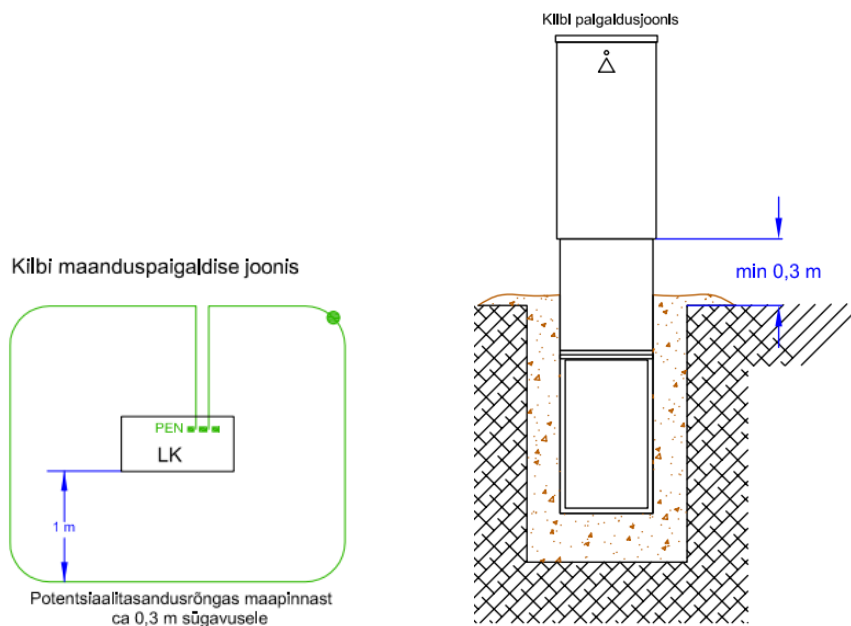 Kilbi paigaldusjoonis
min 0,3 m
Kilbi maanduspaigaldise joonis
PEN
LK
1 m
Potentsiaalitasandusrõngas maapinnast
ca 0,3 m sügavusele